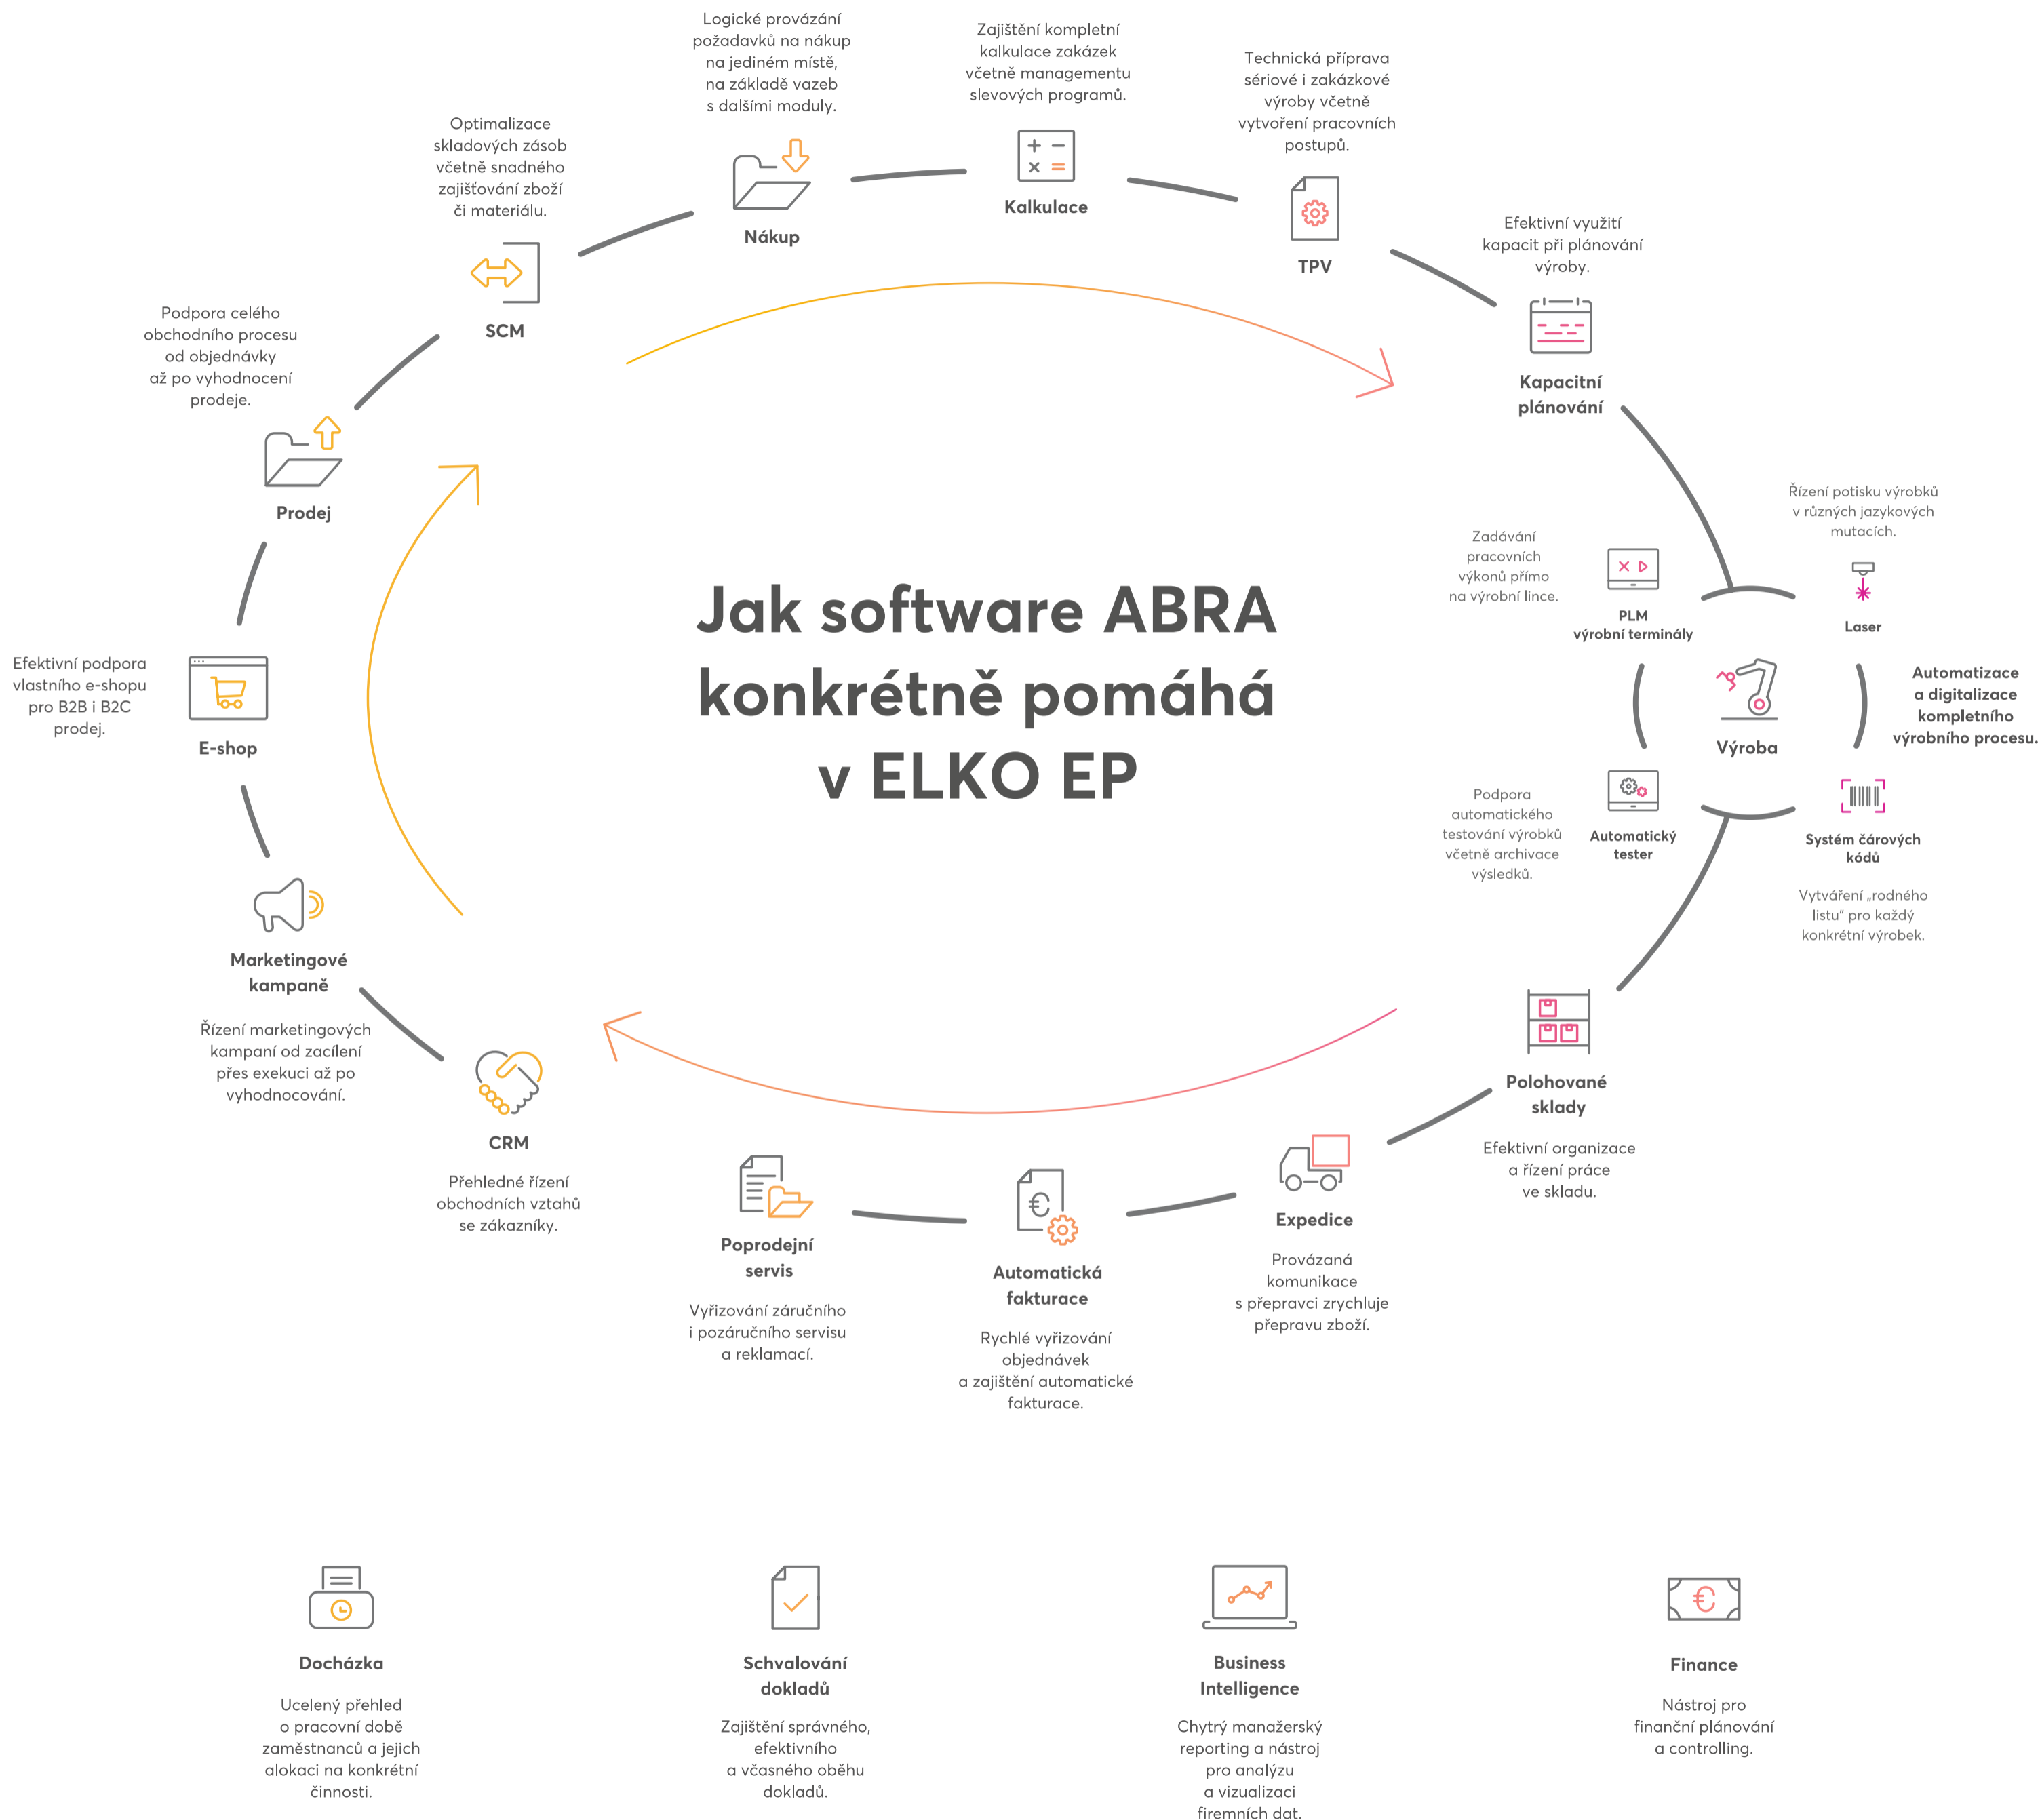 Logické provázání
požadavků na nákup
na jediném místě,
na základě vazeb
s dalšími moduly.
Nákup
Zajištění kompletní
kalkulace zakázek
včetně managementu
slevových programů.
+ −
× =
Kalkulace
Technická příprava
sériové i zakázkové
výroby včetně
vytvoření pracovních
postupů.
TPV
Optimalizace
skladových zásob
včetně snadného
zajišťování zboží
či materiálu.
SCM
Efektivní využití
kapacit při plánování
výroby.
Kapacitní
plánování
Podpora celého
obchodního procesu
od objednávky
až po vyhodnocení
prodeje.
Prodej
Jak software ABRA
konkrétně pomáhá
v ELKO EP
Zadávání
pracovních
výkonů přímo
na výrobní lince.
PLM
výrobní terminály
Řízení potisku výrobků
v různých jazykových
mutacích.
Laser
Výroba
Automatizace
a digitalizace
kompletního
výrobního procesu.
Podpora
automatického
testování výrobků
včetně archivace
výsledků.
Automatický
tester
Systém čárových
kódů
Vytváření „rodného
listu“ pro každý
konkrétní výrobek.
Efektivní podpora
vlastního e-shopu
pro B2B i B2C
prodej.
E-shop
Marketingové
kampaně
Řízení marketingových
kampaní od zacílení
přes exekuci až po
vyhodnocování.
CRM
Přehledné řízení
obchodních vztahů
se zákazníky.
Poprodejní
servis
Vyřizování záručního
i pozáručního servisu
a reklamací.
€
Automatická
fakturace
Rychlé vyřizování
objednávek
a zajištění automatické
fakturace.
Expedice
Provázaná
komunikace
s přepravci zrychluje
přepravu zboží.
Polohované
sklady
Efektivní organizace
a řízení práce
ve skladu.
Docházka
Ucelený přehled
o pracovní době
zaměstnanců a jejich
alokaci na konkrétní
činnosti.
Schvalování
dokladů
Zajištění správného,
efektivního
a včasného oběhu
dokladů.
Business
Intelligence
Chytrý manažerský
reporting a nástroj
pro analýzu
a vizualizaci
firemních dat.
€
Finance
Nástroj pro
finanční plánování
a controlling.